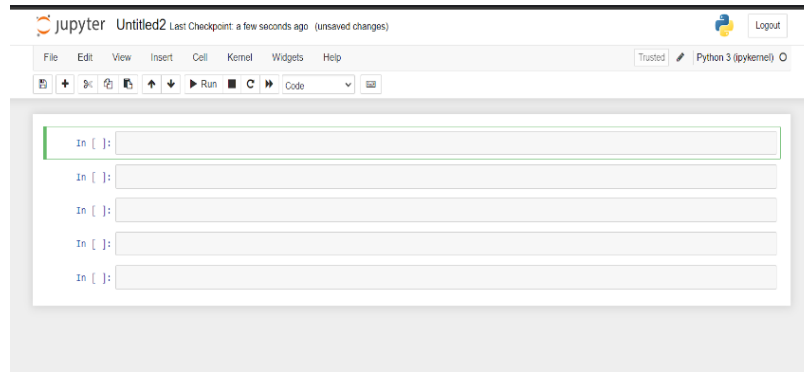 jupyter Untitled2 Last Checkpoint: a few seconds ago (unsaved changes) Logout
File Edit View Insert Cell Kernel Widgets Help Trusted Python 3 (ipykernel)
Run Code
In [ ]:
In [ ]:
In [ ]:
In [ ]:
In [ ]: